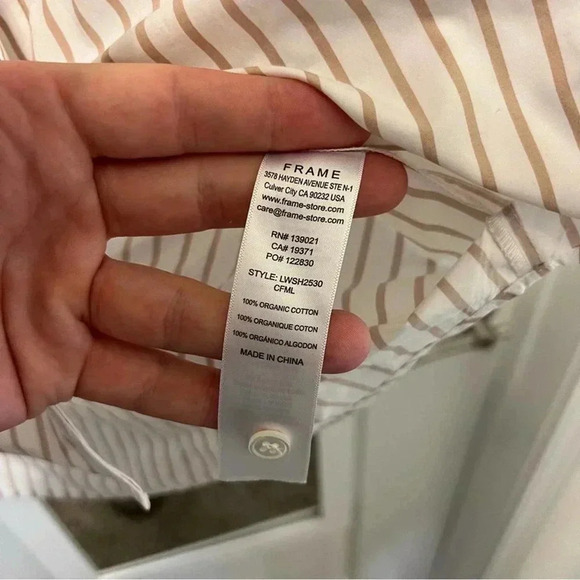 FRAME
3578 HAYDEN AVENUE STE N-1
Culver City CA 90232 USA
www.frame-store.com
care@frame-store.com
RN# 139021
CA# 19371
PO# 122830
STYLE: LWSH2530
CFML
100% ORGANIC COTTON
100% ORGANIQUE COTON
100% ORGÁNICO ALGODON
MADE IN CHINA